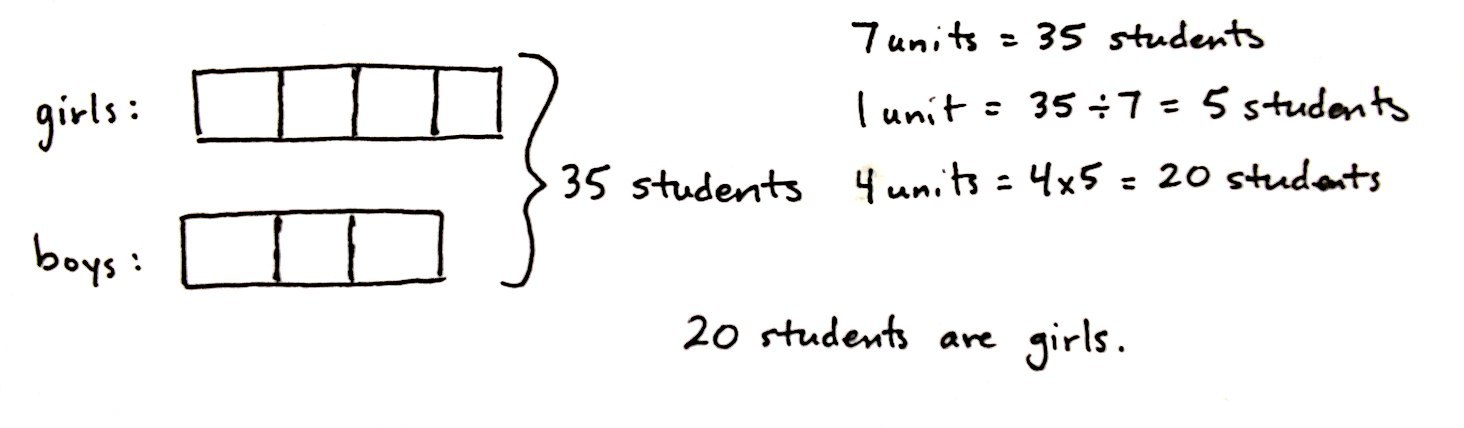 girls:
boys:
35 students
7 units = 35 students
1 unit = 35 ÷ 7 = 5 students
4 units = 4x5 = 20 students
20 students are girls.